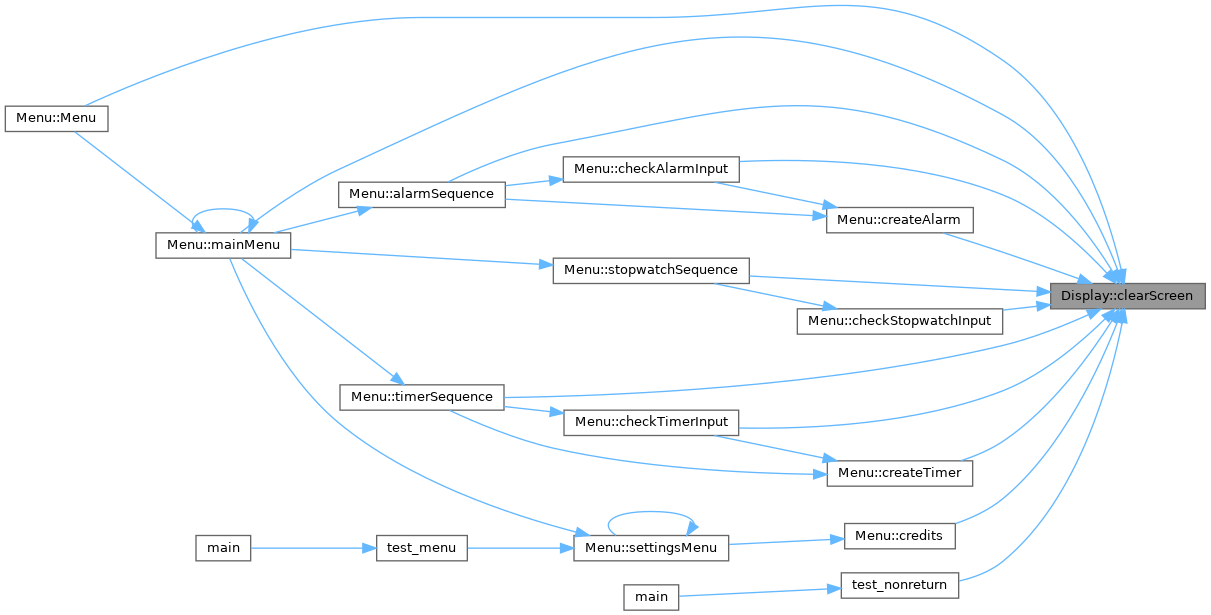 Menu::Menu
Menu::checkAlarmInput
Menu::alarmSequence
Menu::createAlarm
Menu::mainMenu
Menu::stopwatchSequence
Display::clearScreen
Menu::checkStopwatchInput
Menu::timerSequence
Menu::checkTimerInput
Menu::createTimer
Menu::credits
main
test_menu
Menu::settingsMenu
test_nonreturn
main